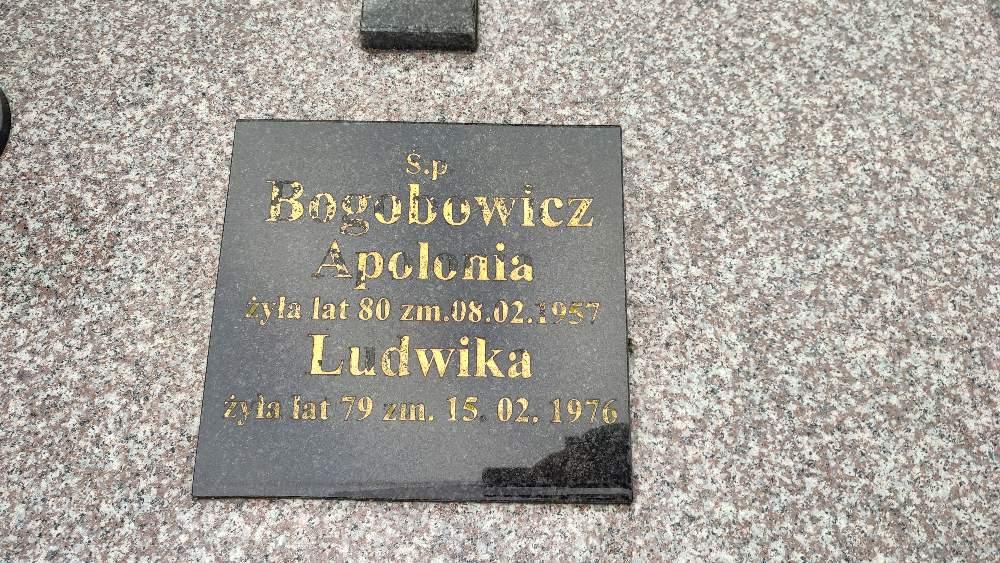 Ś.p
Bogobowicz
Apolonia
żyła lat 80 zm.08.02.1957
Ludwika
żyła lat 79 zm. 15. 02. 1976